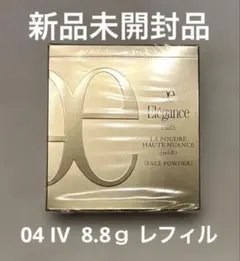 新品未開封品
æ
Elégance
LA POUDRE
HAUTE NUANCE
(refill)
(FACE POWDER)
04 IV 8.8g レフィル